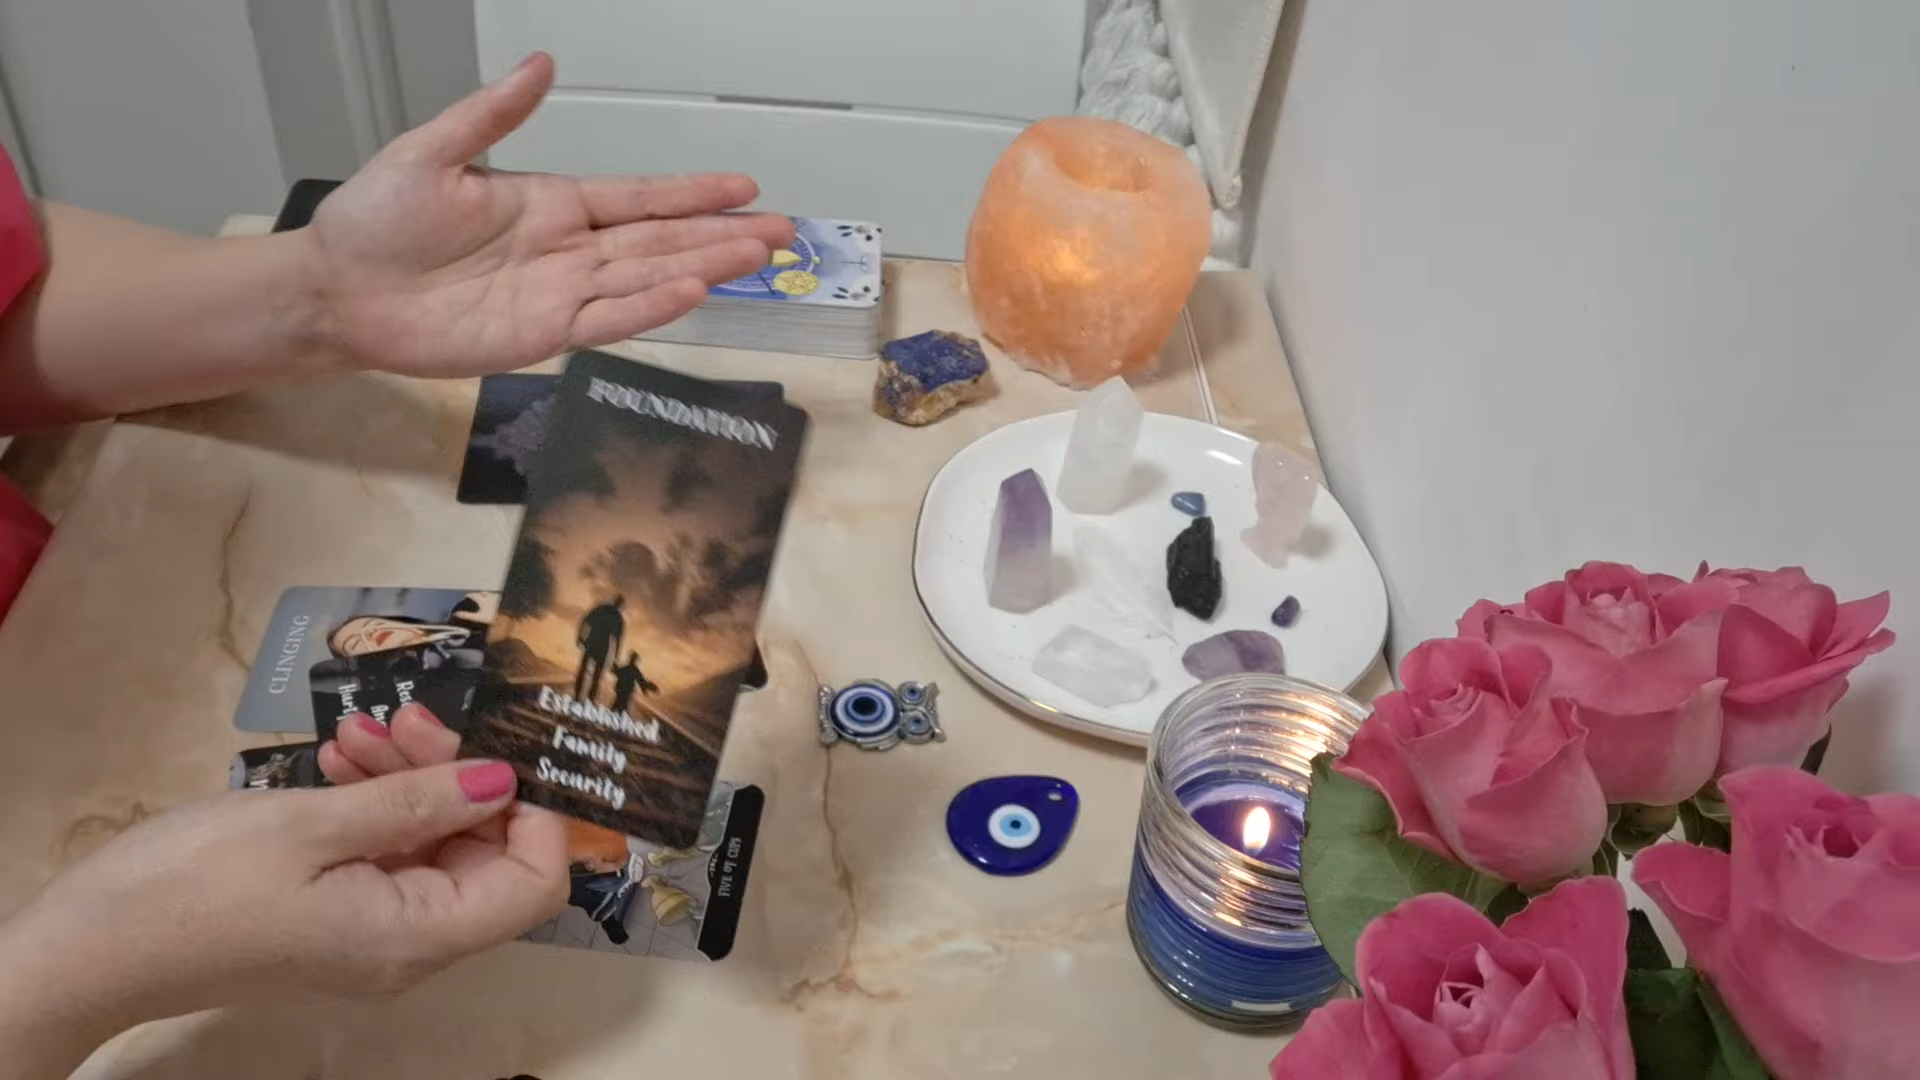 FOUNDATION
Established
Family
Security
CLINGING
FIVE OF CUPS